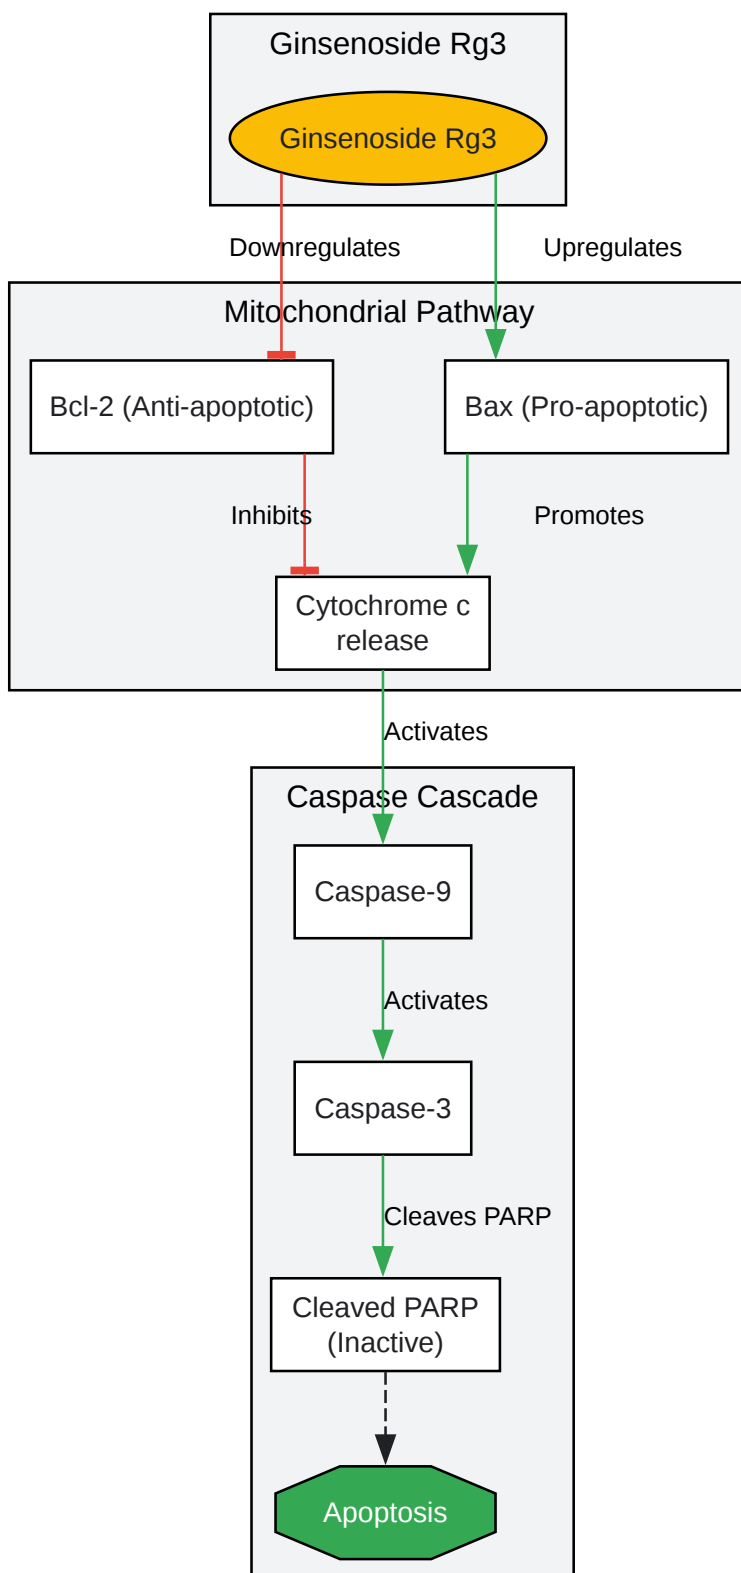 Ginsenoside Rg3
Ginsenoside Rg3
Downregulates
Upregulates
Mitochondrial Pathway
Bcl-2 (Anti-apoptotic)
Bax (Pro-apoptotic)
Inhibits
Promotes
Cytochrome c
release
Activates
Caspase Cascade
Caspase-9
Activates
Caspase-3
Cleaves PARP
Cleaved PARP
(Inactive)
Apoptosis